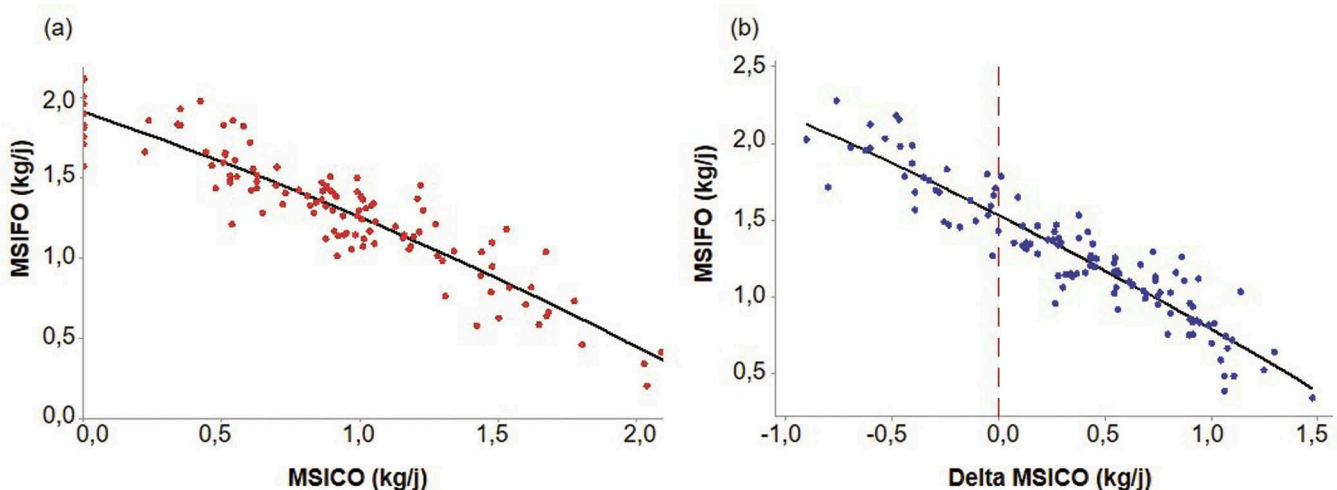 (a)
MSIFO (kg/j)
2,0
1,5
1,0
0,5
0,0
0,0 0,5 1,0 1,5 2,0
MSICO (kg/j)
(b)
MSIFO (kg/j)
2,5
2,0
1,5
1,0
0,5
-1,0 -0,5 0,0 0,5 1,0 1,5
Delta MSICO (kg/j)